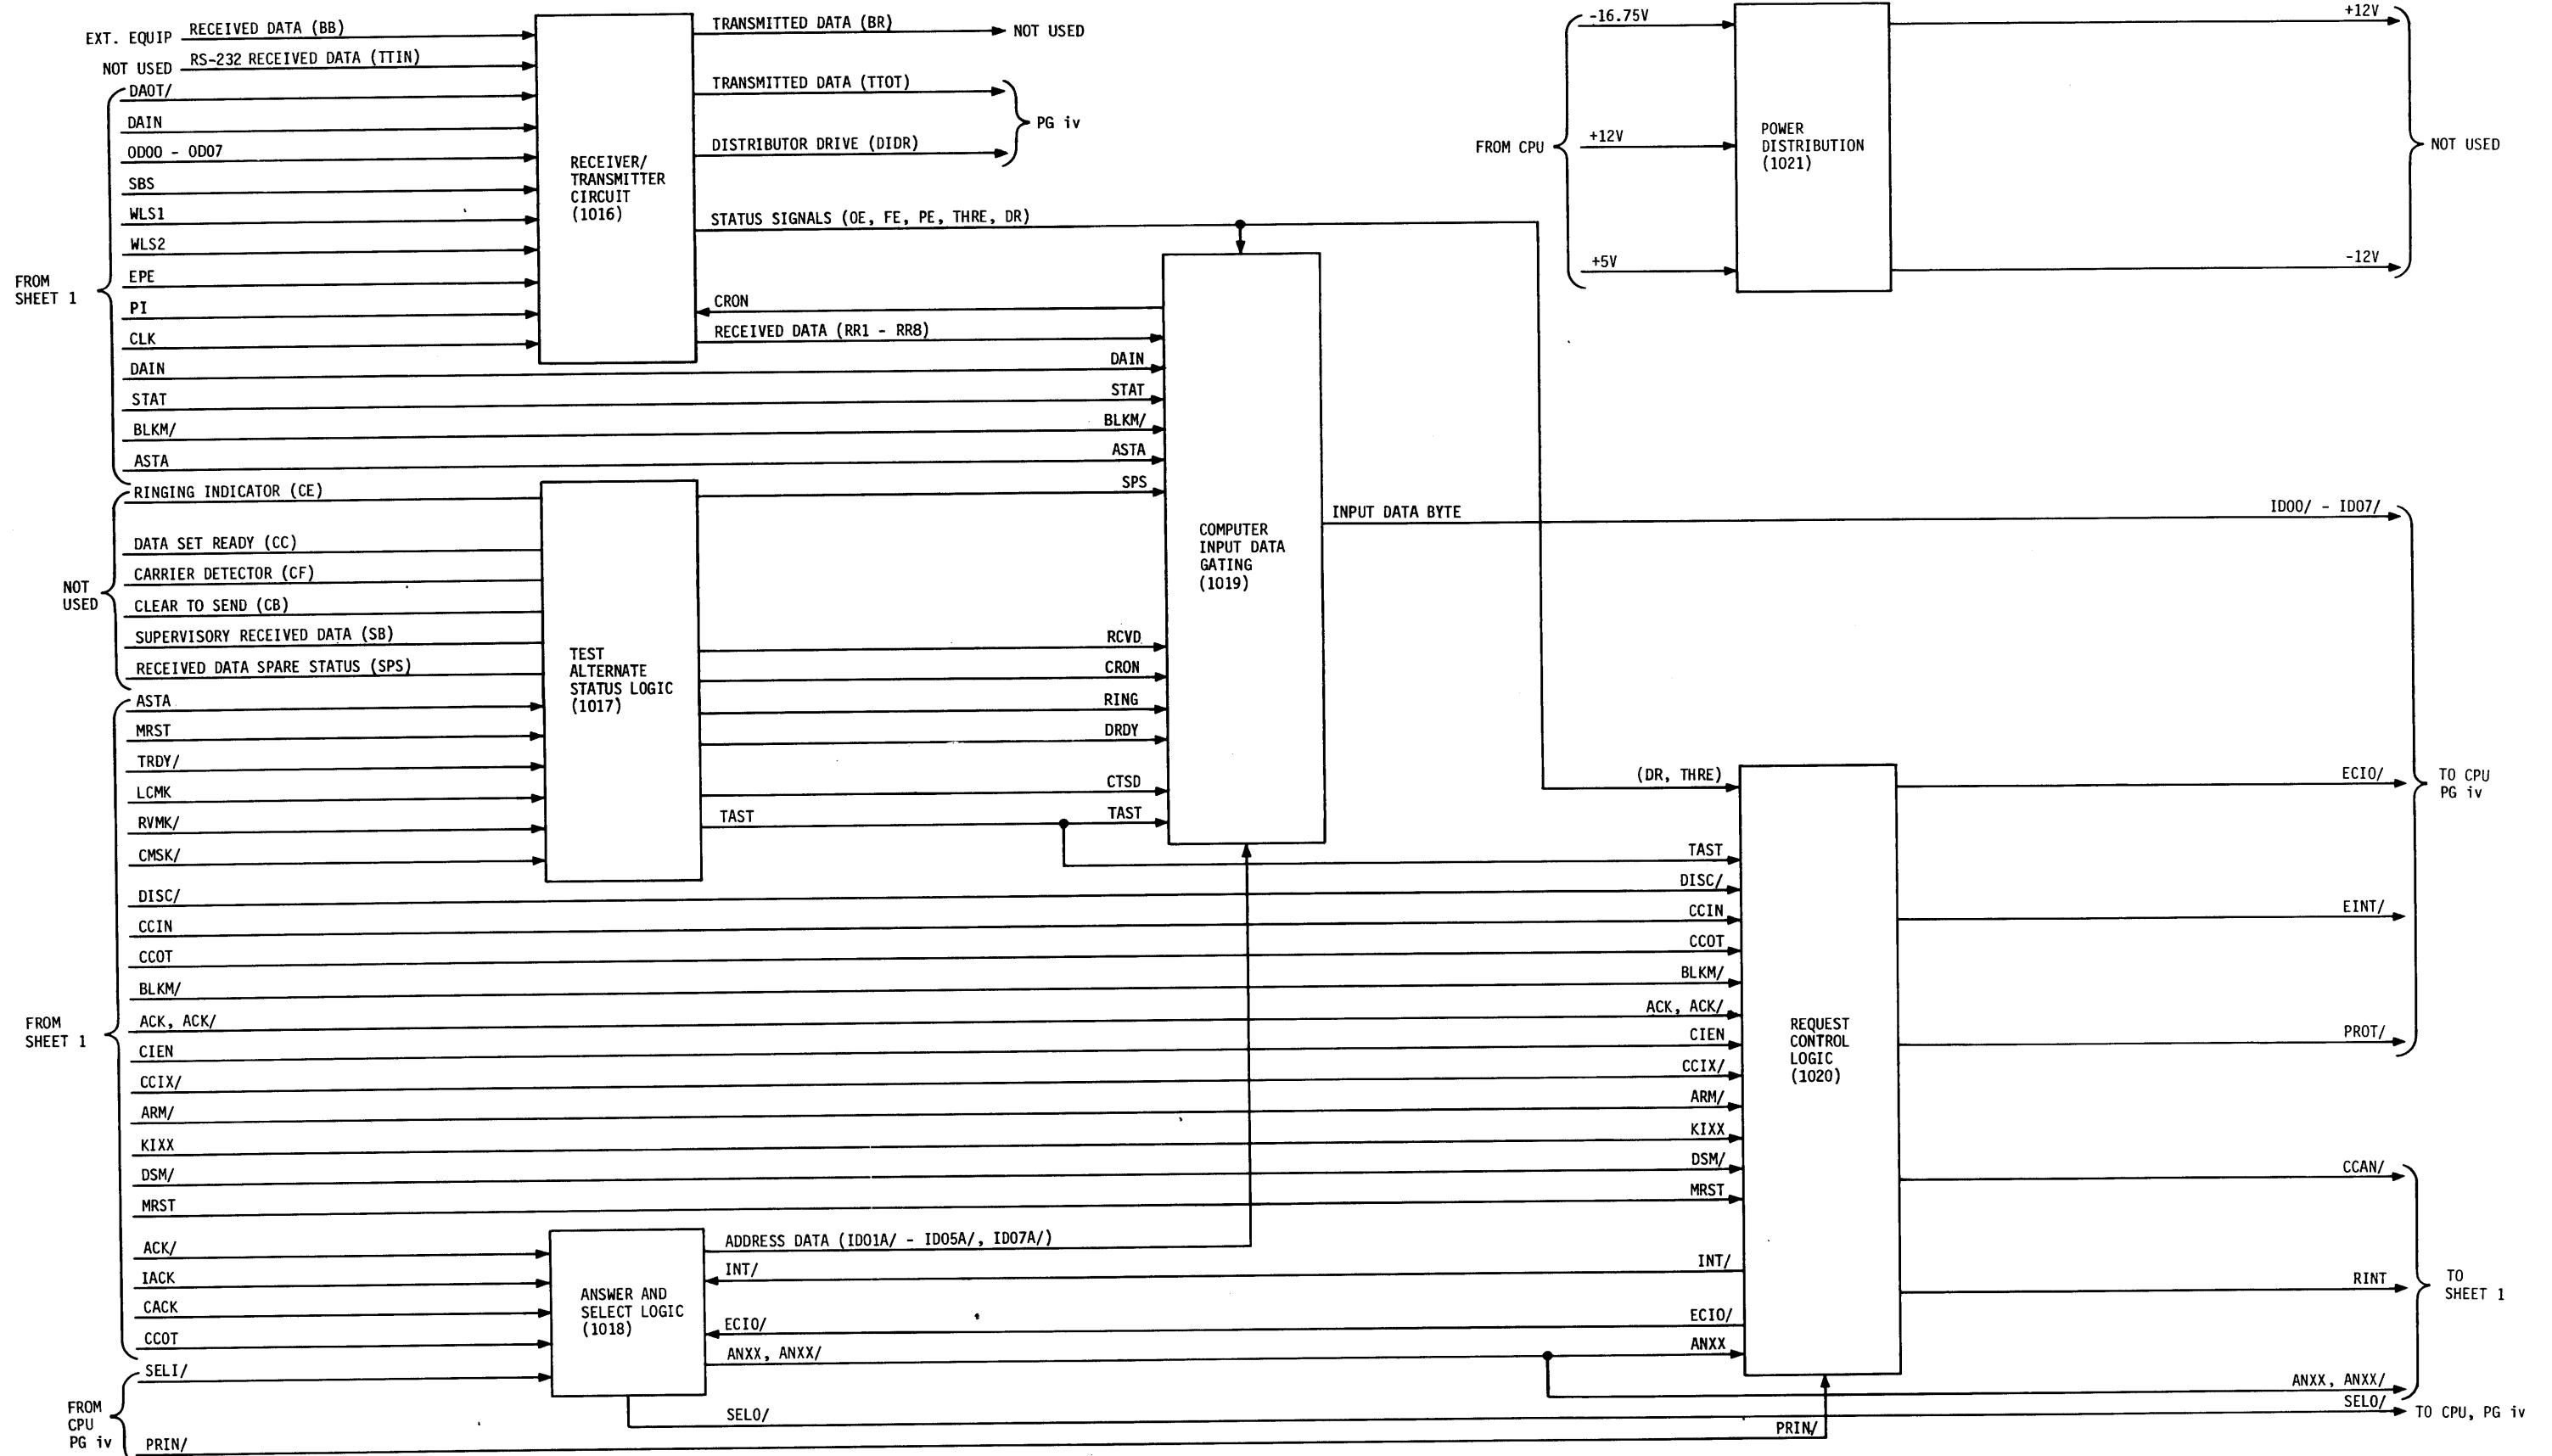 EXT. EQUIP
RECEIVED DATA (BB)
NOT USED
RS-232 RECEIVED DATA (TTIN)
FROM
SHEET 1
DAOT/
DAIN
OD00 - OD07
SBS
WLS1
WLS2
EPE
PI
CLK
DAIN
STAT
BLKM/
ASTA
RECEIVER/
TRANSMITTER
CIRCUIT
(1016)
TRANSMITTED DATA (BR)
NOT USED
TRANSMITTED DATA (TTOT)
DISTRIBUTOR DRIVE (DIDR)
PG iv
STATUS SIGNALS (OE, FE, PE, THRE, DR)
CRON
RECEIVED DATA (RR1 - RR8)
DAIN
STAT
BLKM/
ASTA
SPS
FROM CPU
-16.75V
+12V
+5V
POWER
DISTRIBUTION
(1021)
+12V
-12V
NOT USED
NOT
USED
RINGING INDICATOR (CE)
DATA SET READY (CC)
CARRIER DETECTOR (CF)
CLEAR TO SEND (CB)
SUPERVISORY RECEIVED DATA (SB)
RECEIVED DATA SPARE STATUS (SPS)
ASTA
MRST
TRDY/
LCMK
RVMK/
CMSK/
TEST
ALTERNATE
STATUS LOGIC
(1017)
RCVD
CRON
RING
DRDY
CTSD
TAST
TAST
COMPUTER
INPUT DATA
GATING
(1019)
INPUT DATA BYTE
ID00/ - ID07/
FROM
SHEET 1
DISC/
CCIN
CCOT
BLKM/
ACK, ACK/
CIEN
CCIX/
ARM/
KIXX
DSM/
MRST
ACK/
IACK
CACK
CCOT
FROM
CPU
PG iv
SELI/
PRIN/
ANSWER AND
SELECT LOGIC
(1018)
ADDRESS DATA (ID01A/ - ID05A/, ID07A/)
INT/
ECIO/
ANXX, ANXX/
SELO/
(DR, THRE)
TAST
DISC/
CCIN
CCOT
BLKM/
ACK, ACK/
CIEN
CCIX/
ARM/
KIXX
DSM/
MRST
INT/
ECIO/
ANXX
PRIN/
REQUEST
CONTROL
LOGIC
(1020)
ECIO/
EINT/
PROT/
TO CPU
PG iv
CCAN/
RINT
ANXX, ANXX/
TO
SHEET 1
SELO/
TO CPU, PG iv